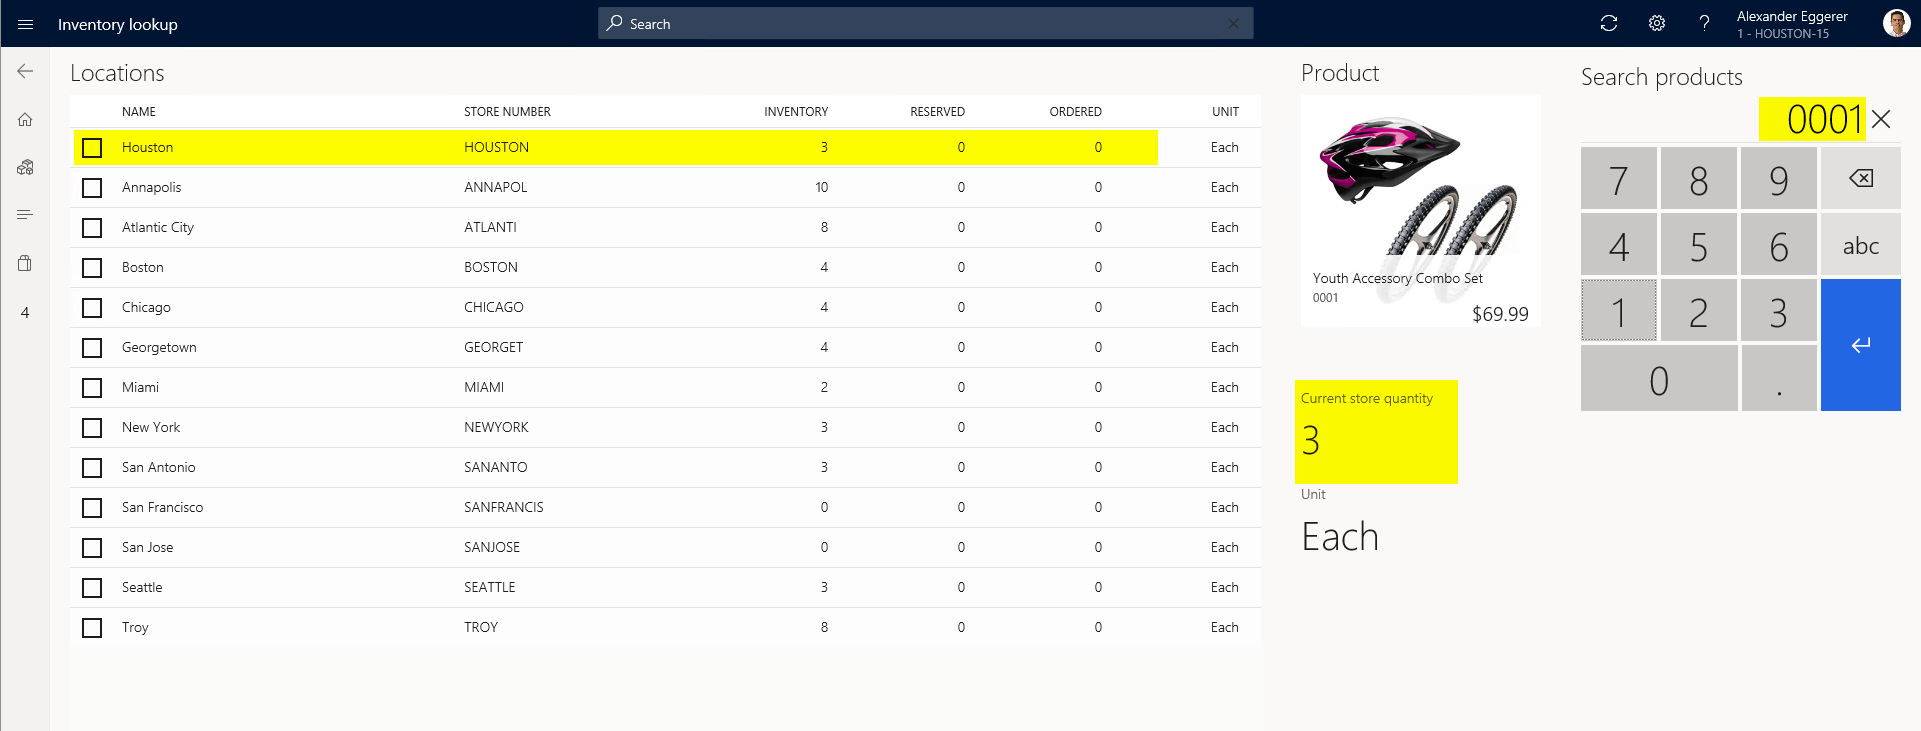 Inventory lookup
Search
Alexander Eggerer
1 - HOUSTON-15
4
Locations
NAME STORE NUMBER INVENTORY RESERVED ORDERED UNIT
Houston HOUSTON 3 0 0 Each
Annapolis ANNAPOL 10 0 0 Each
Atlantic City ATLANTI 8 0 0 Each
Boston BOSTON 4 0 0 Each
Chicago CHICAGO 4 0 0 Each
Georgetown GEORGET 4 0 0 Each
Miami MIAMI 2 0 0 Each
New York NEWYORK 3 0 0 Each
San Antonio SANANTO 3 0 0 Each
San Francisco SANFRANCIS 0 0 0 Each
San Jose SANJOSE 0 0 0 Each
Seattle SEATTLE 3 0 0 Each
Troy TROY 8 0 0 Each
Product
Youth Accessory Combo Set
0001
$69.99
Current store quantity
3
Unit
Each
Search products
0001
7 8 9
4 5 6 abc
1 2 3
0 .